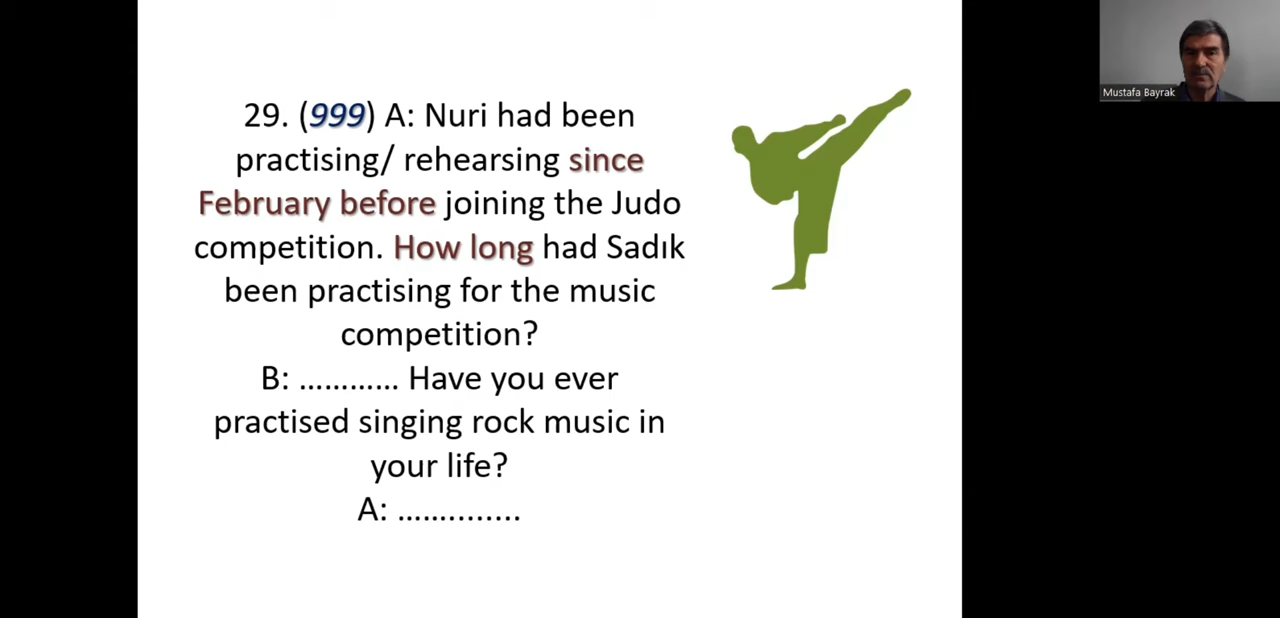 29. (999) A: Nuri had been
practising/ rehearsing since
February before joining the Judo
competition. How long had Sadık
been practising for the music
competition?
B: ………… Have you ever
practised singing rock music in
your life?
A: ……........
Mustafa Bayrak